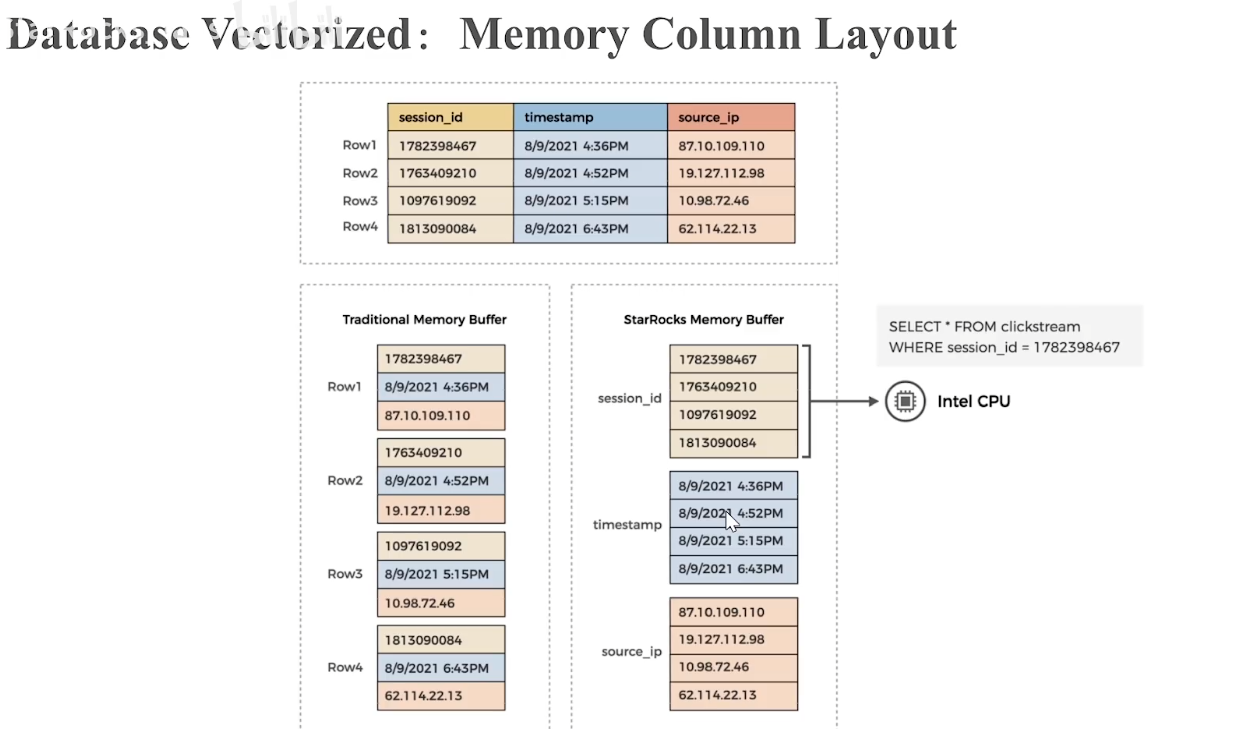 Database Vectorized： Memory Column Layout
session_id timestamp source_ip
Row1 1782398467 8/9/2021 4:36PM 87.10.109.110
Row2 1763409210 8/9/2021 4:52PM 19.127.112.98
Row3 1097619092 8/9/2021 5:15PM 10.98.72.46
Row4 1813090084 8/9/2021 6:43PM 62.114.22.13
Traditional Memory Buffer
1782398467
Row1 8/9/2021 4:36PM
87.10.109.110
1763409210
Row2 8/9/2021 4:52PM
19.127.112.98
1097619092
Row3 8/9/2021 5:15PM
10.98.72.46
1813090084
Row4 8/9/2021 6:43PM
62.114.22.13
StarRocks Memory Buffer
session_id
1782398467
1763409210
1097619092
1813090084
timestamp
8/9/2021 4:36PM
8/9/2021 4:52PM
8/9/2021 5:15PM
8/9/2021 6:43PM
source_ip
87.10.109.110
19.127.112.98
10.98.72.46
62.114.22.13
SELECT * FROM clickstream
WHERE session_id = 1782398467
Intel CPU